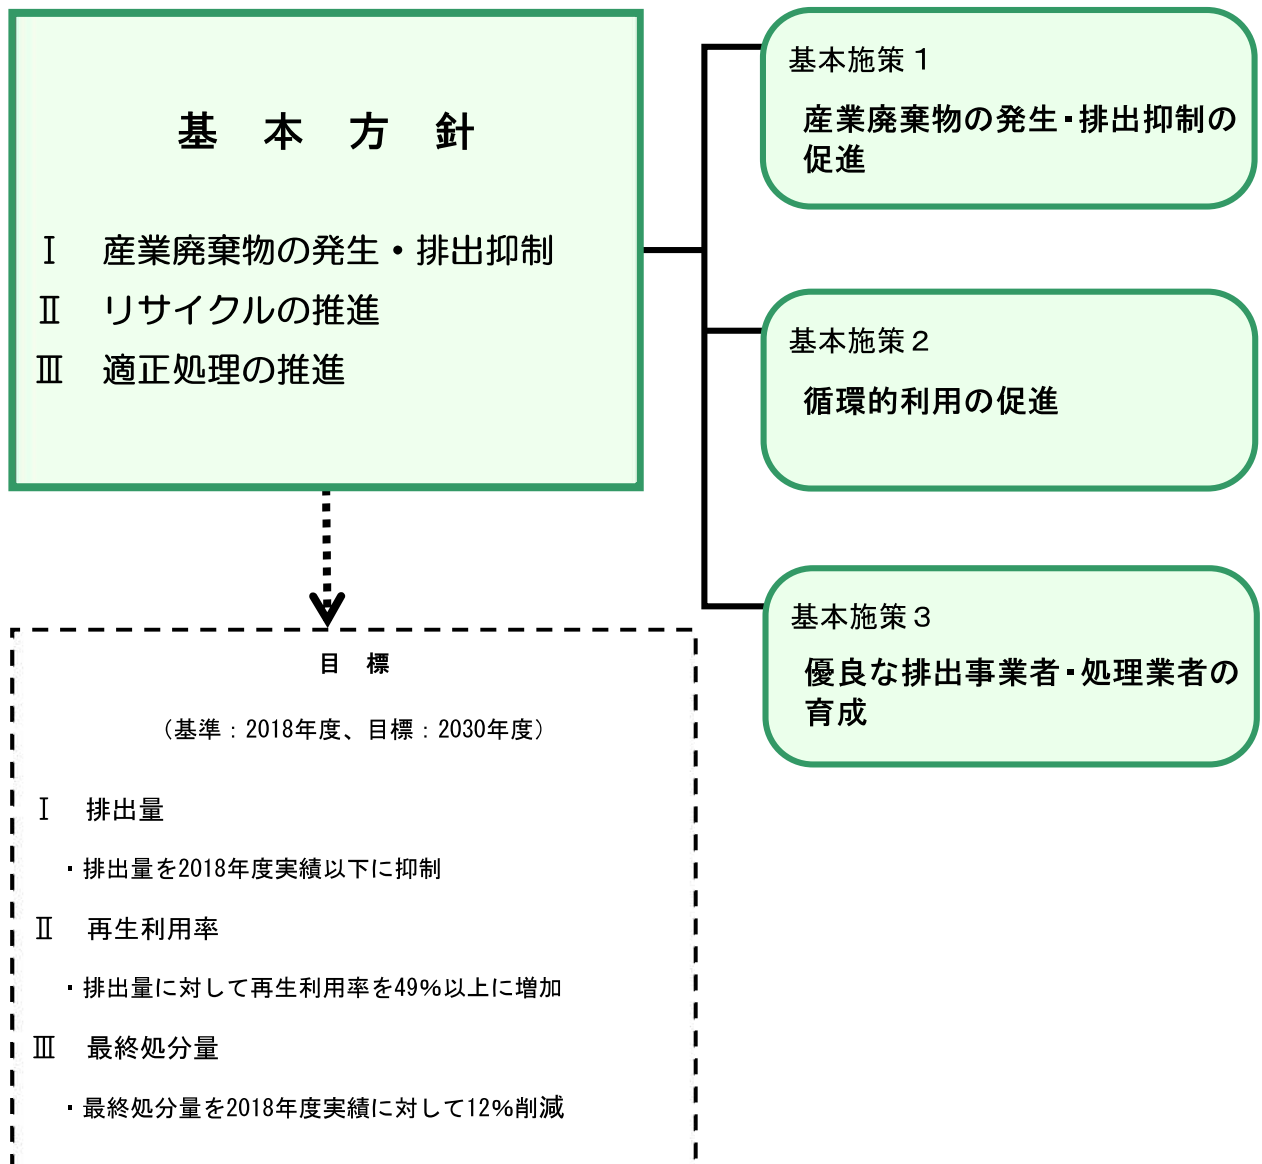 基　本　方　針
Ⅰ　産業廃棄物の発生・排出抑制
Ⅱ　リサイクルの推進
Ⅲ　適正処理の推進
基本施策１
産業廃棄物の発生・排出抑制の
促進
基本施策２
循環的利用の促進
基本施策３
優良な排出事業者・処理業者の
育成
目　標
（基準：2018年度、目標：2030年度）
Ⅰ　排出量
・排出量を2018年度実績以下に抑制
Ⅱ　再生利用率
・排出量に対して再生利用率を49％以上に増加
Ⅲ　最終処分量
・最終処分量を2018年度実績に対して12％削減